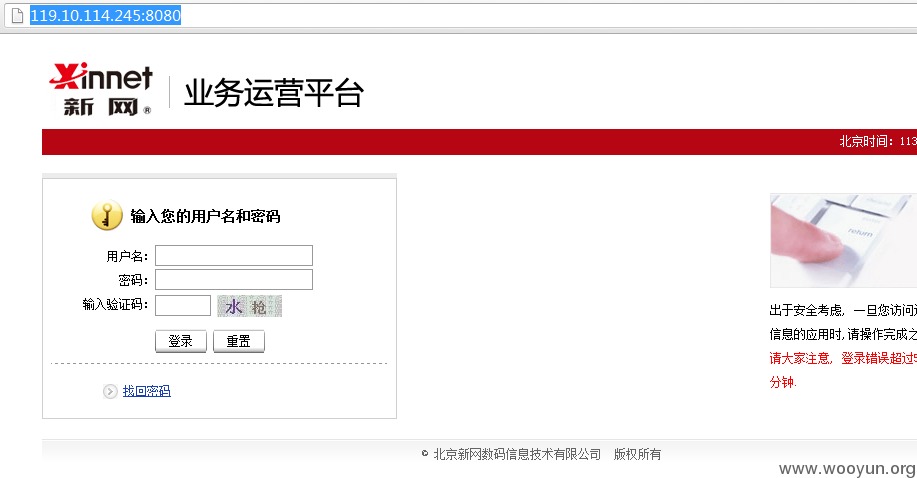 119.10.114.245:8080
Xinnet
新网®
业务运营平台
北京时间：113
输入您的用户名和密码
用户名：
密码：
输入验证码：
水 枪
登录 重置
找回密码
return
出于安全考虑，一旦您访问
信息的应用时,请操作完成之
请大家注意，登录错误超过
分钟.
© 北京新网数码信息技术有限公司 版权所有
www.wooyun.org